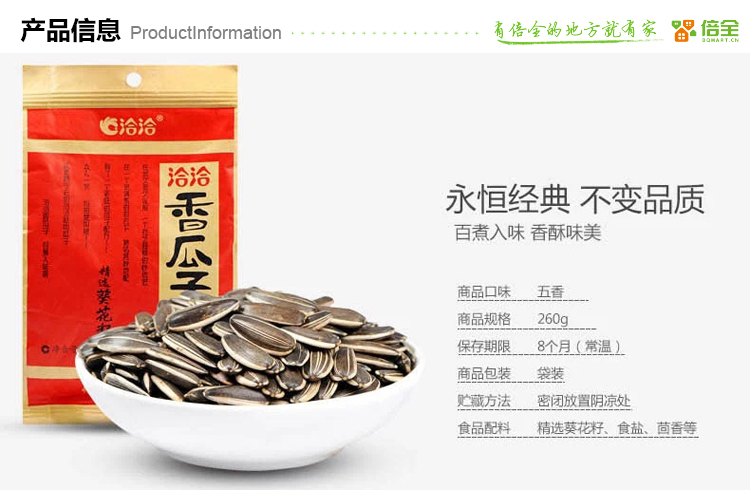 产品信息 ProductInformation
有倍全的地方就有家
倍全
BQMART.CN
洽洽®
洽洽
香瓜子
精选葵花籽
永恒经典 不变品质
百煮入味 香酥味美
商品口味 五香
商品规格 260g
保存期限 8个月（常温）
商品包装 袋装
贮藏方法 密闭放置阴凉处
食品配料 精选葵花籽、食盐、茴香等